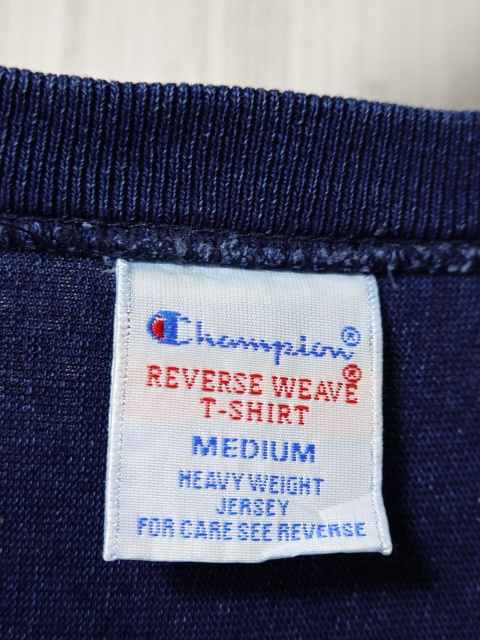 Champion®
REVERSE WEAVE®
T-SHIRT
MEDIUM
HEAVY WEIGHT
JERSEY
FOR CARE SEE REVERSE